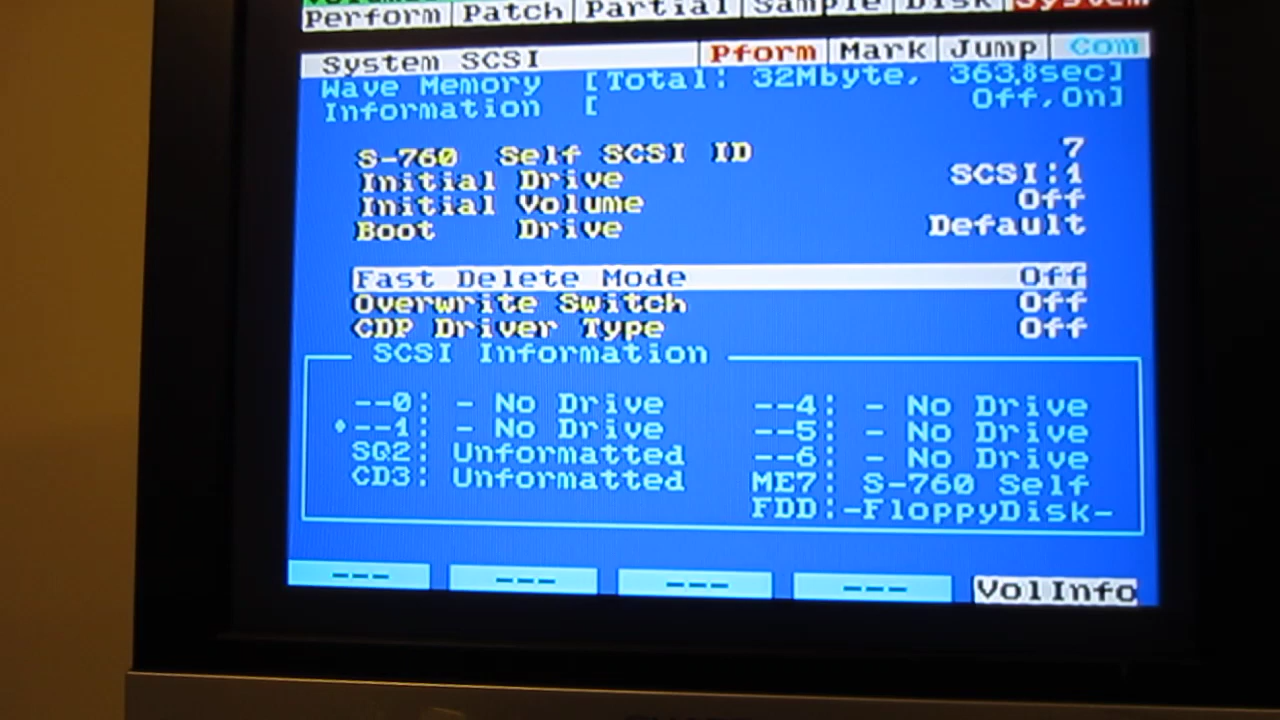 Perform Patch Partial Sample Disk System
System SCSI Pform Mark Jump Com
Wave Memory [Total: 32Mbyte, 363.8sec]
Information [ Off,On]
S-760 Self SCSI ID 7
Initial Drive SCSI:1
Initial Volume Off
Boot Drive Default
Fast Delete Mode Off
Overwrite Switch Off
CDP Driver Type Off
SCSI Information
--0: - No Drive --4: - No Drive
♦--1: - No Drive --5: - No Drive
SQ2: Unformatted --6: - No Drive
CD3: Unformatted ME7: S-760 Self
FDD:-FloppyDisk-
--- --- --- --- VolInfo